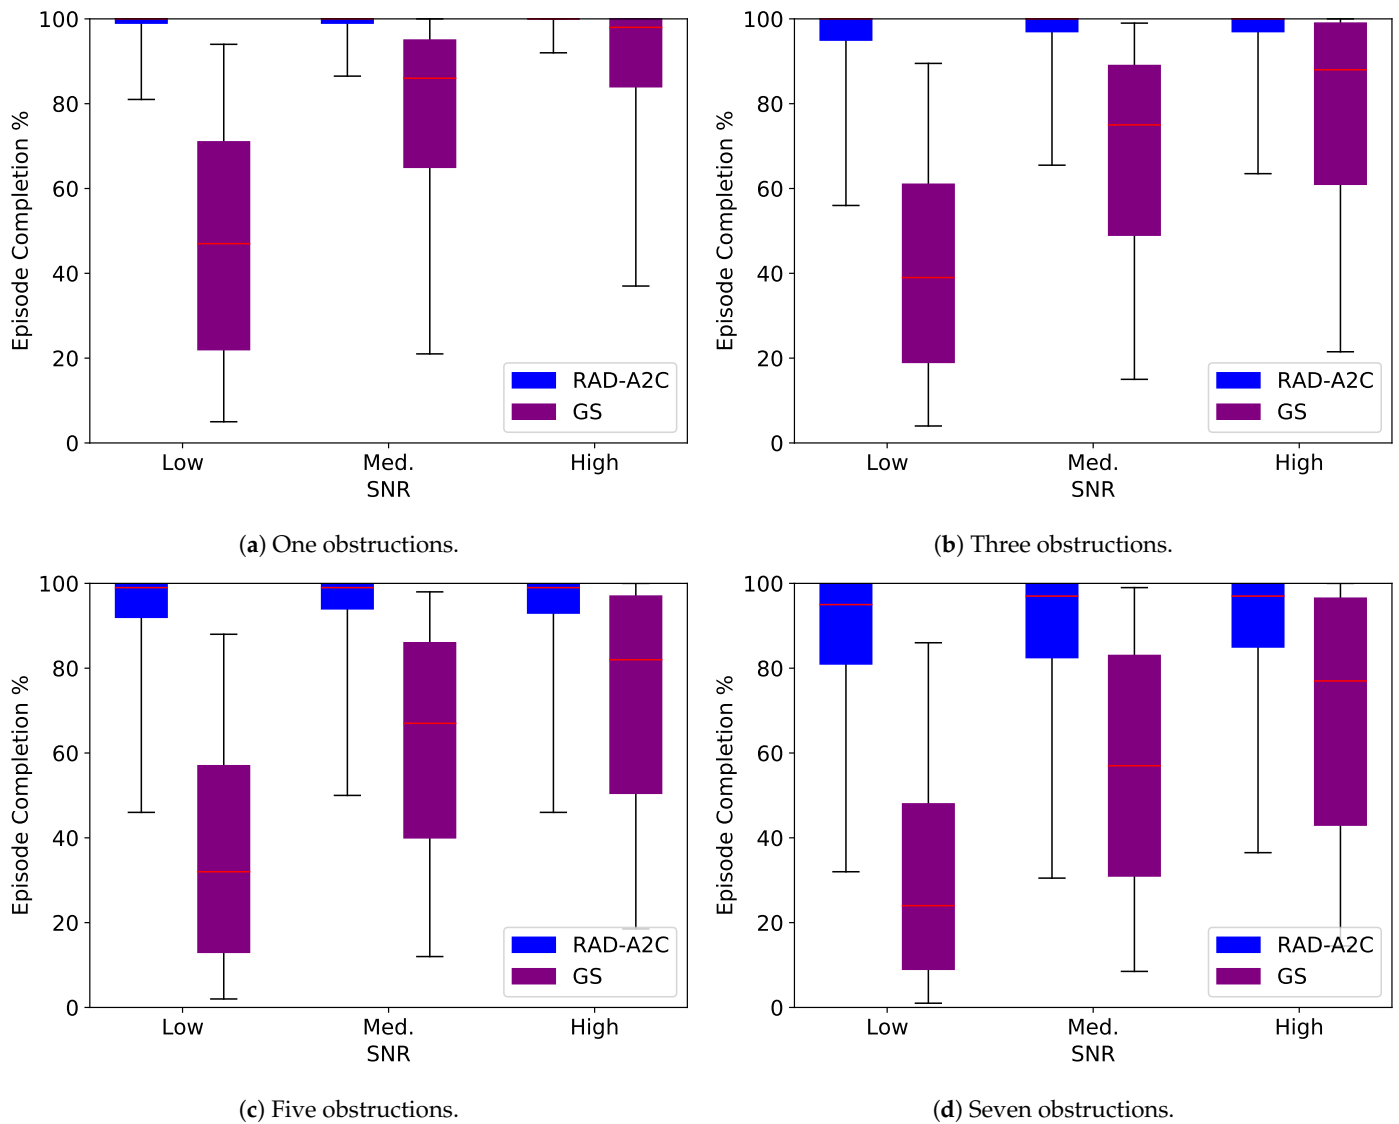 100
80
60
40
20
0
Episode Completion %
RAD-A2C
GS
Low Med. High
SNR
(a) One obstructions.
100
80
60
40
20
0
Episode Completion %
RAD-A2C
GS
Low Med. High
SNR
(b) Three obstructions.
100
80
60
40
20
0
Episode Completion %
RAD-A2C
GS
Low Med. High
SNR
(c) Five obstructions.
100
80
60
40
20
0
Episode Completion %
RAD-A2C
GS
Low Med. High
SNR
(d) Seven obstructions.